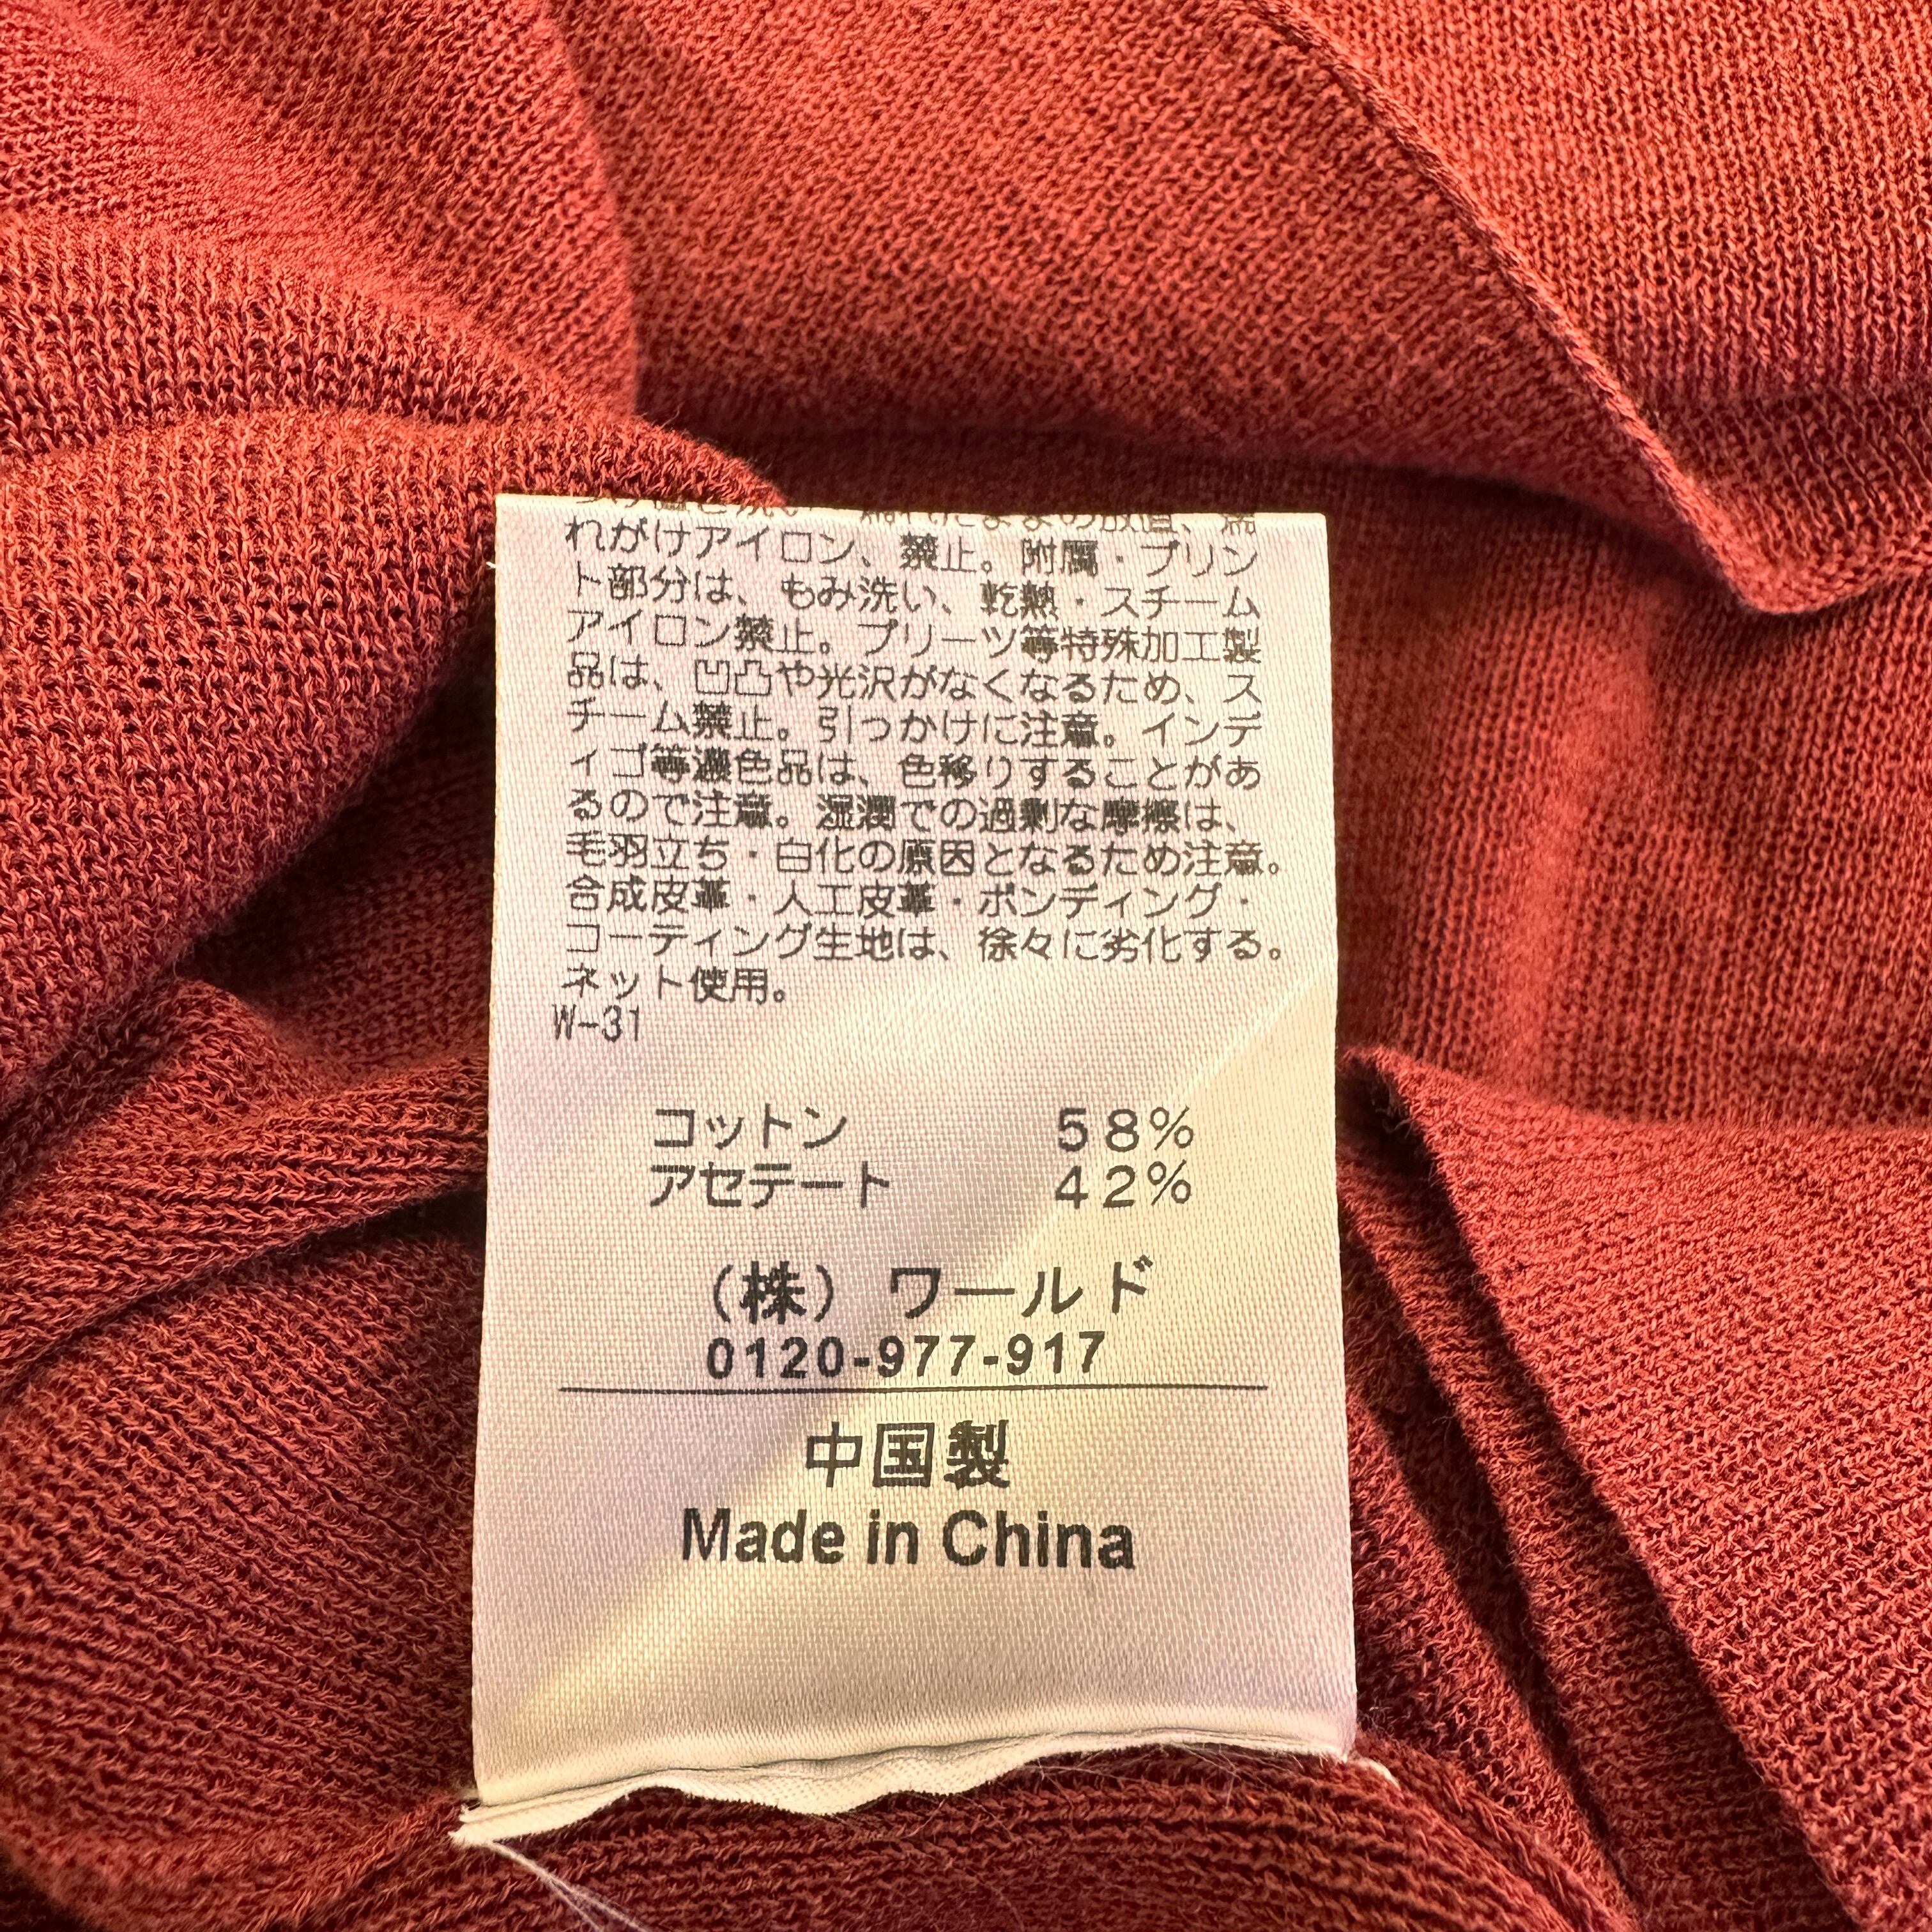 れがけアイロン、禁止。附属・プリン
ト部分は、もみ洗い、乾熱・スチーム
アイロン禁止。プリーツ等特殊加工製
品は、凹凸や光沢がなくなるため、ス
チーム禁止。引っかけに注意。インデ
ィゴ等濃色品は、色移りすることがあ
るので注意。湿潤での過剰な摩擦は、
毛羽立ち・白化の原因となるため注意。
合成皮革・人工皮革・ボンディング・
コーティング生地は、徐々に劣化する。
ネット使用。
W-31
コットン 58%
アセテート 42%
(株) ワールド
0120-977-917
中国製
Made in China